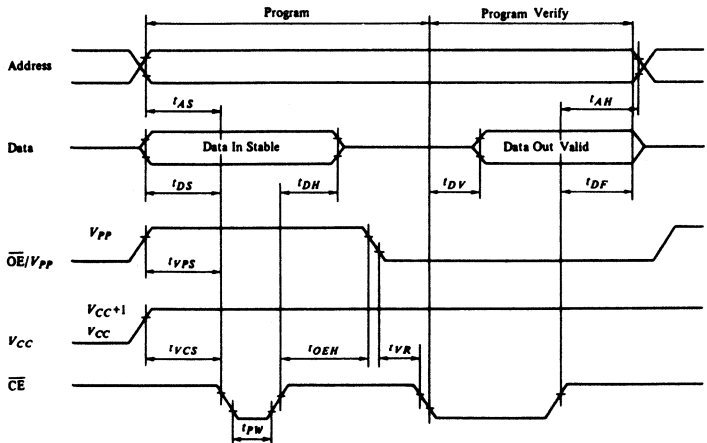 Program
Program Verify
Address
tAS
tAH
Data
Data In Stable
Data Out Valid
tDS
tDH
tDV
tDF
VPP
OE/VPP
tVPS
VCC+1
VCC
VCC
tVCS
tOEH
tVR
CE
tPW